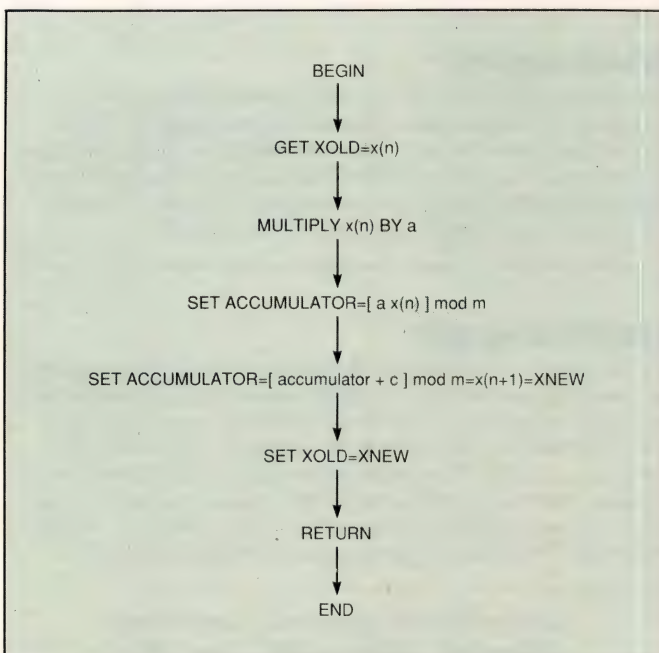 BEGIN
GET XOLD=x(n)
MULTIPLY x(n) BY a
SET ACCUMULATOR=[ a x(n) ] mod m
SET ACCUMULATOR=[ accumulator + c ] mod m=x(n+1)=XNEW
SET XOLD=XNEW
RETURN
END